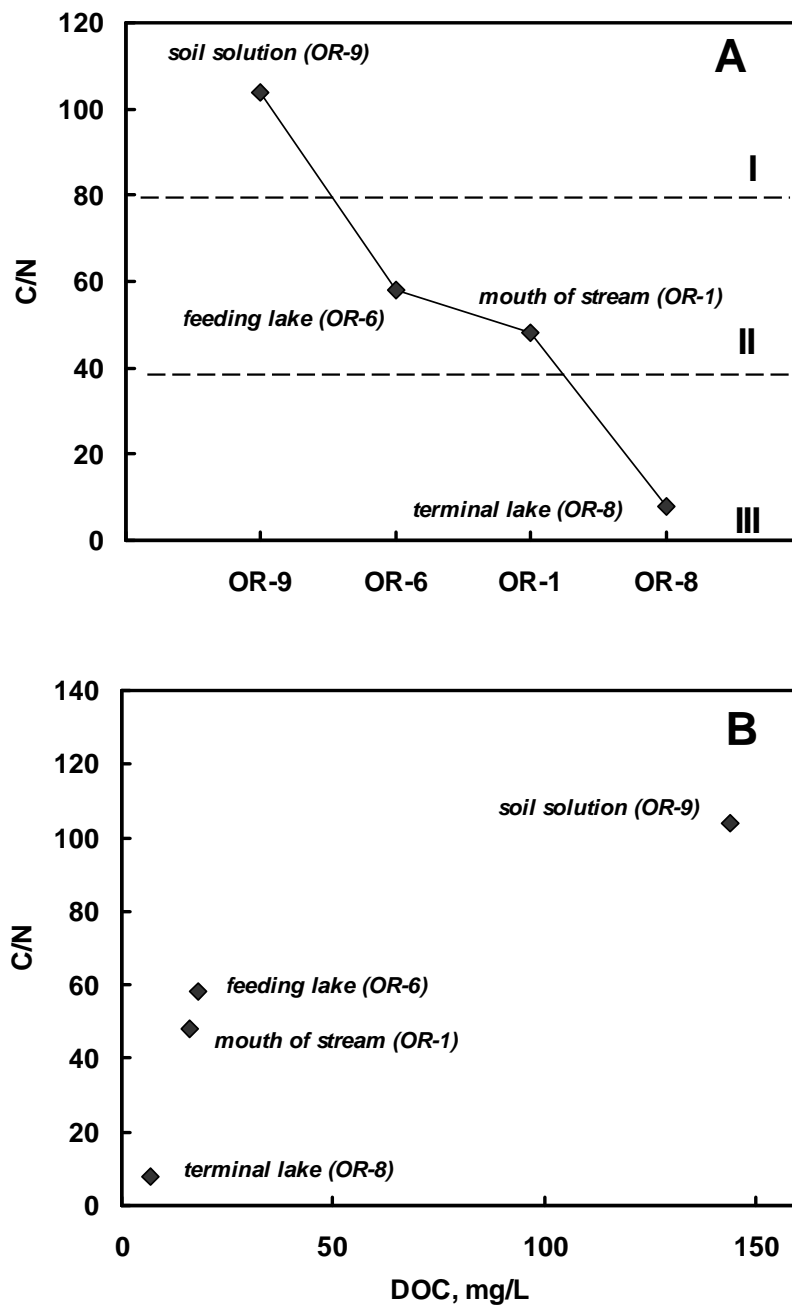 120
soil solution (OR-9)
A
100
I
80
C/N
60
mouth of stream (OR-1)
feeding lake (OR-6)
II
40
20
terminal lake (OR-8)
III
0
OR-9 OR-6 OR-1 OR-8
140
B
120
soil solution (OR-9)
100
80
C/N
60
feeding lake (OR-6)
mouth of stream (OR-1)
40
20
terminal lake (OR-8)
0
0 50 100 150
DOC, mg/L